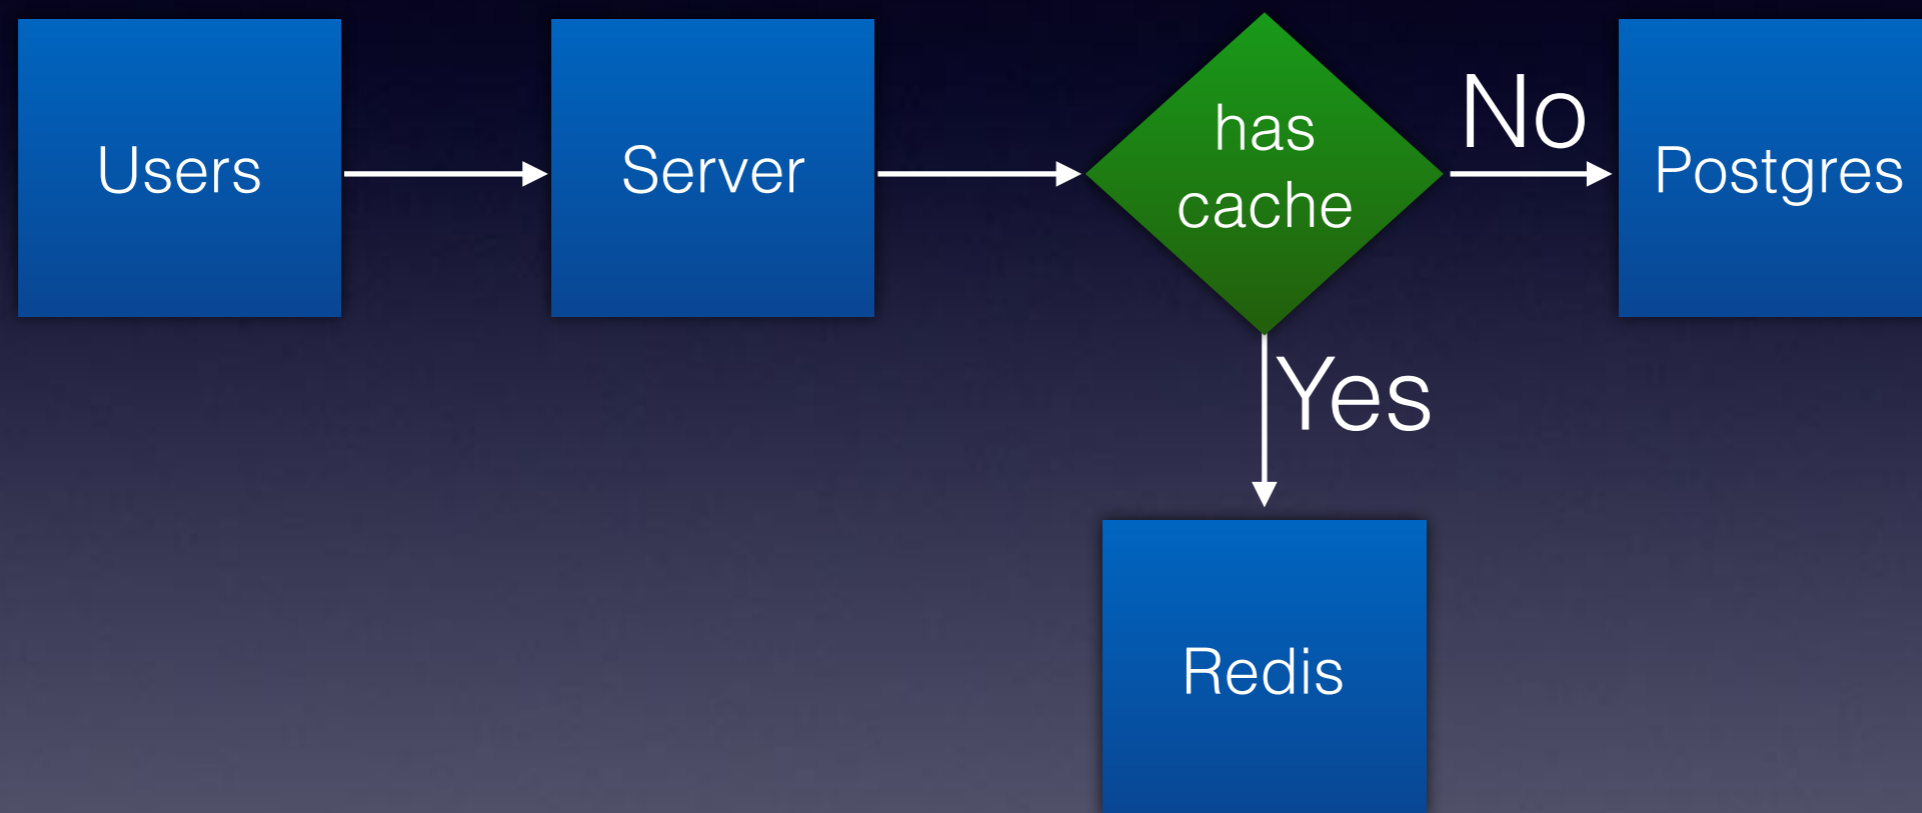 Users
Server
has
cache
No
Postgres
Yes
Redis